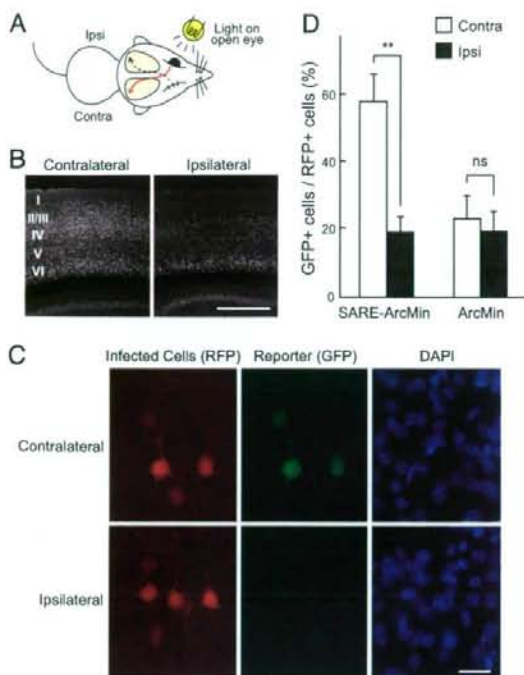 A
Ipsi
Contra
Light on
open eye
B
Contralateral
Ipsilateral
I
II/III
IV
V
VI
C
Infected Cells (RFP)
Reporter (GFP)
DAPI
Contralateral
Ipsilateral
D
Contra
Ipsi
**
ns
GFP+ cells / RFP+ cells (%)
60
40
20
0
SARE-ArcMin
ArcMin